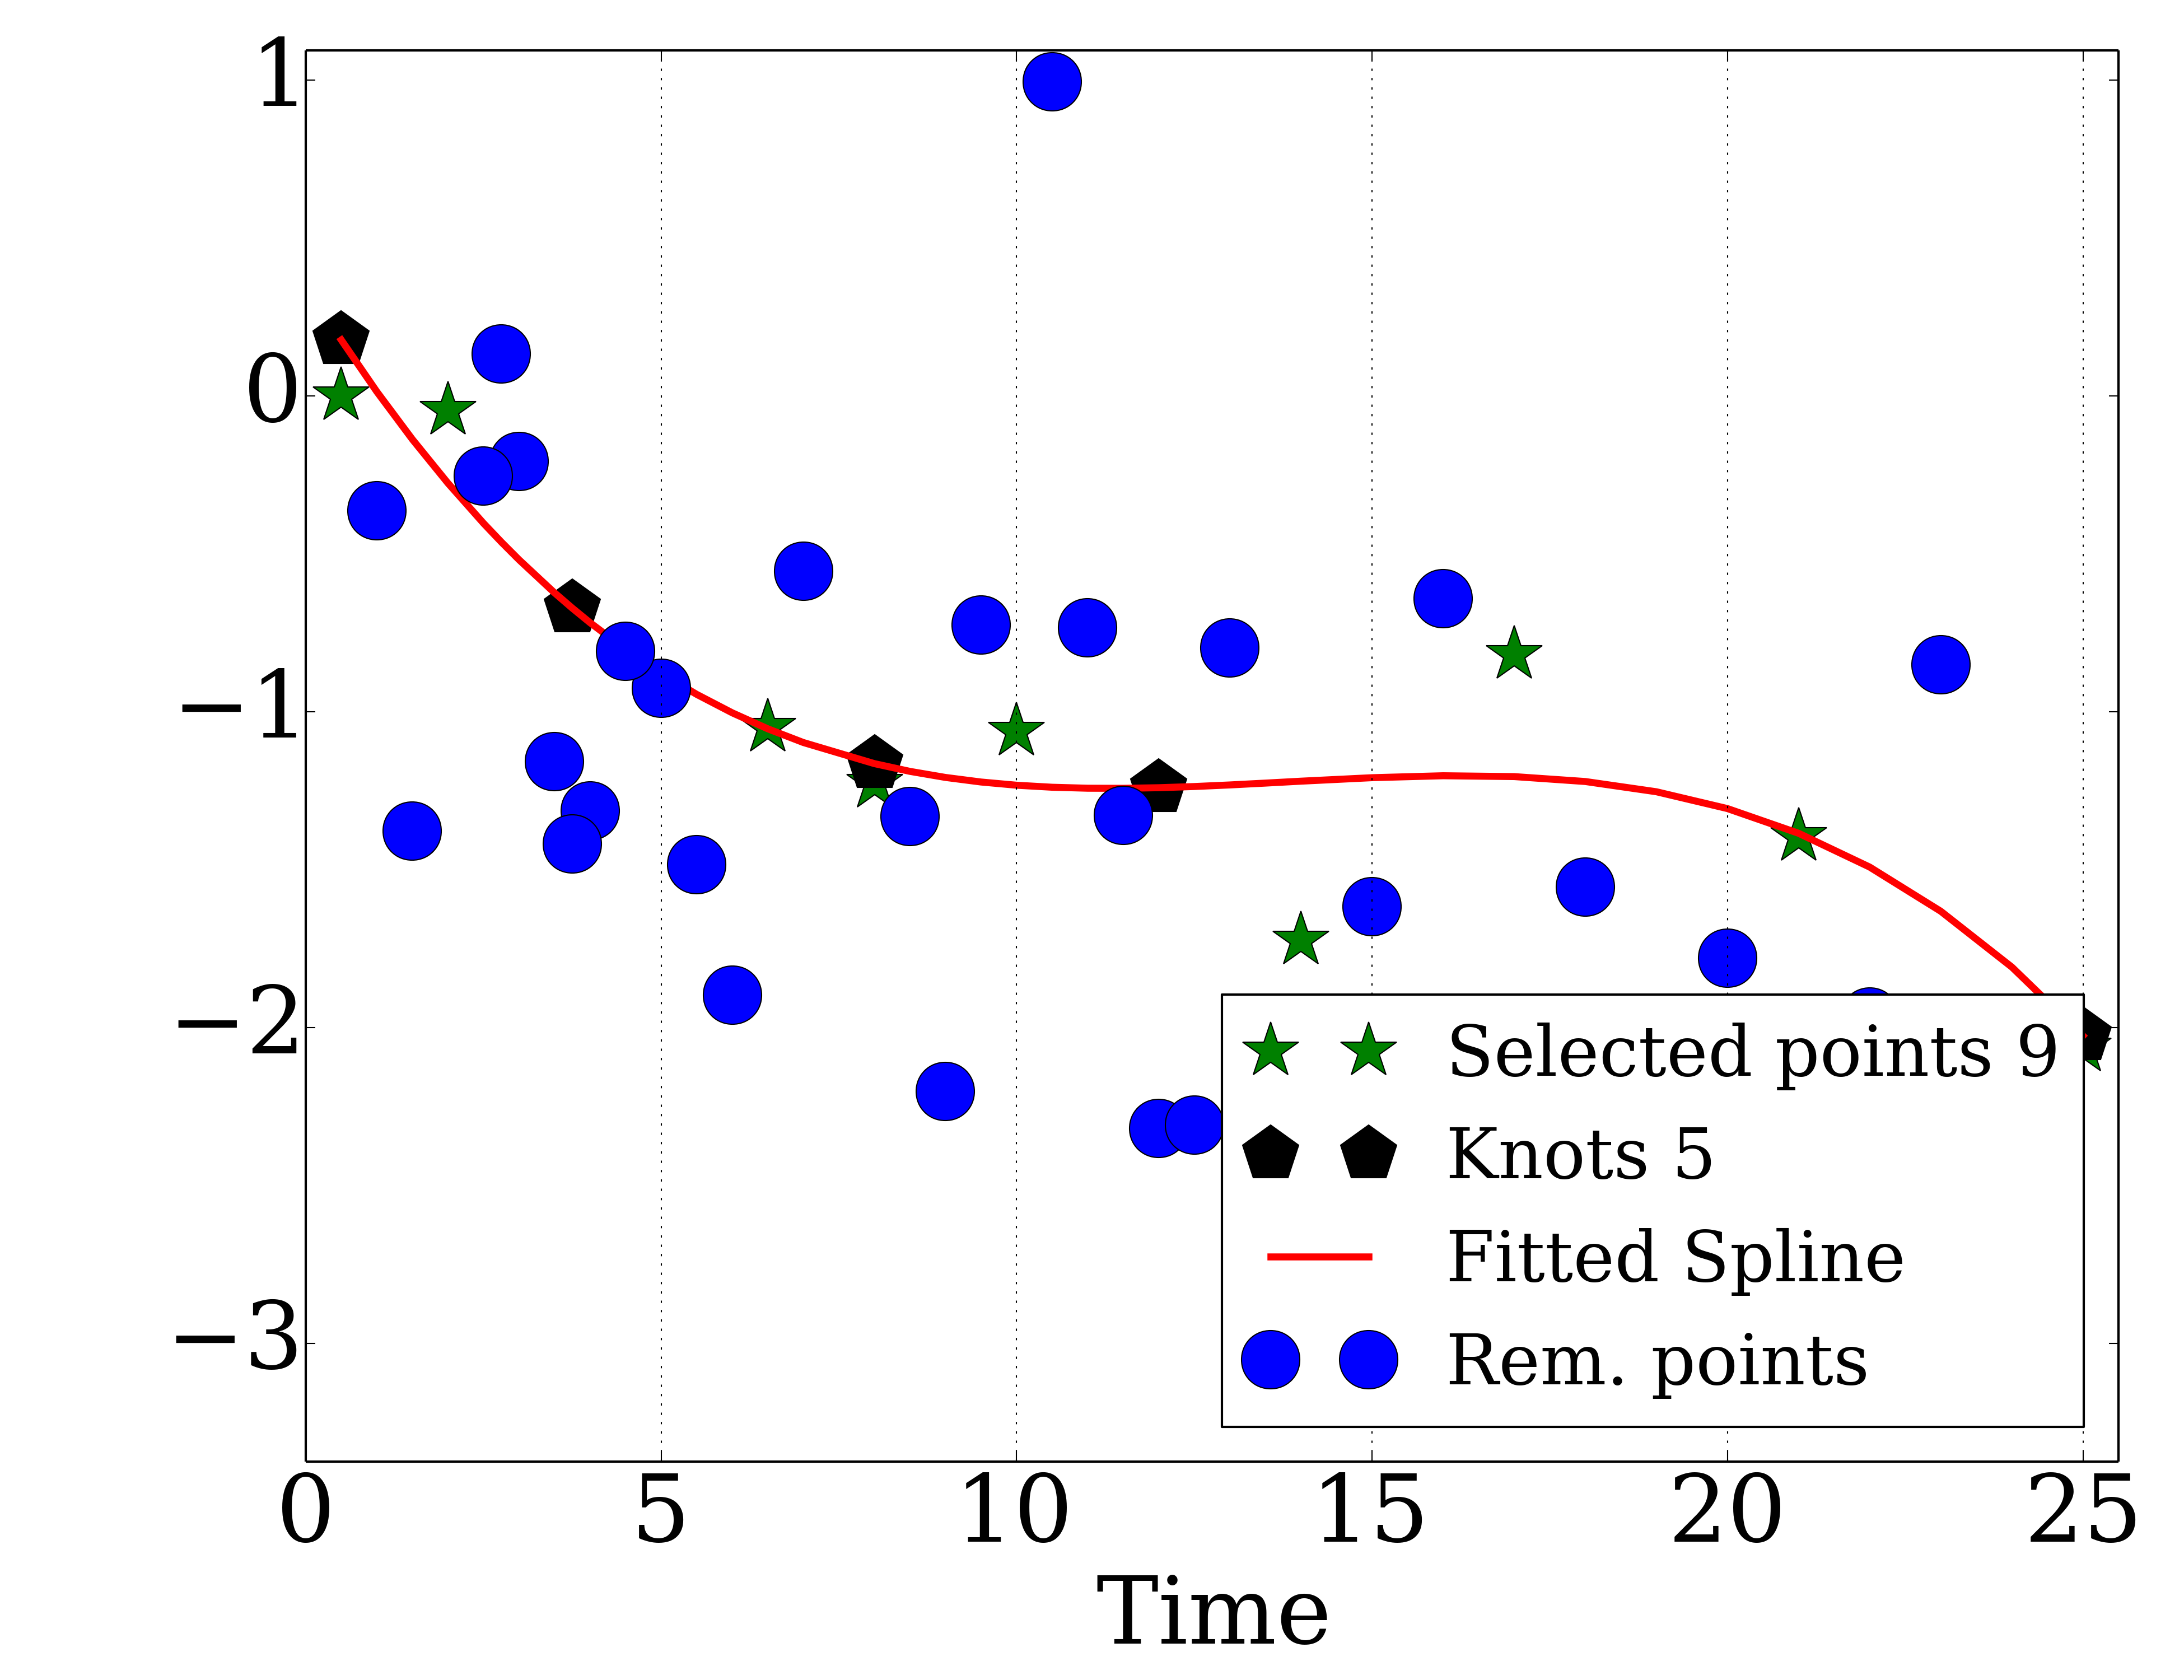 1
0
−1
−2
−3
Selected points 9
Knots 5
Fitted Spline
Rem. points
0 5 10 15 20 25
Time